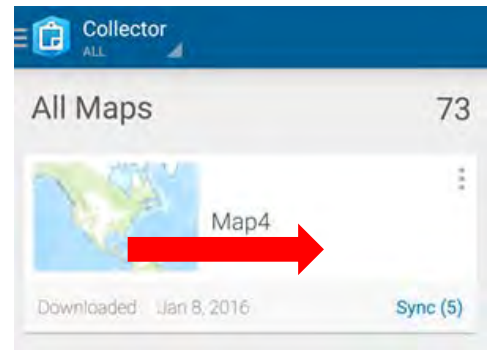 Collector
ALL
All Maps 73
Map4
Downloaded Jan 8, 2016 Sync (5)